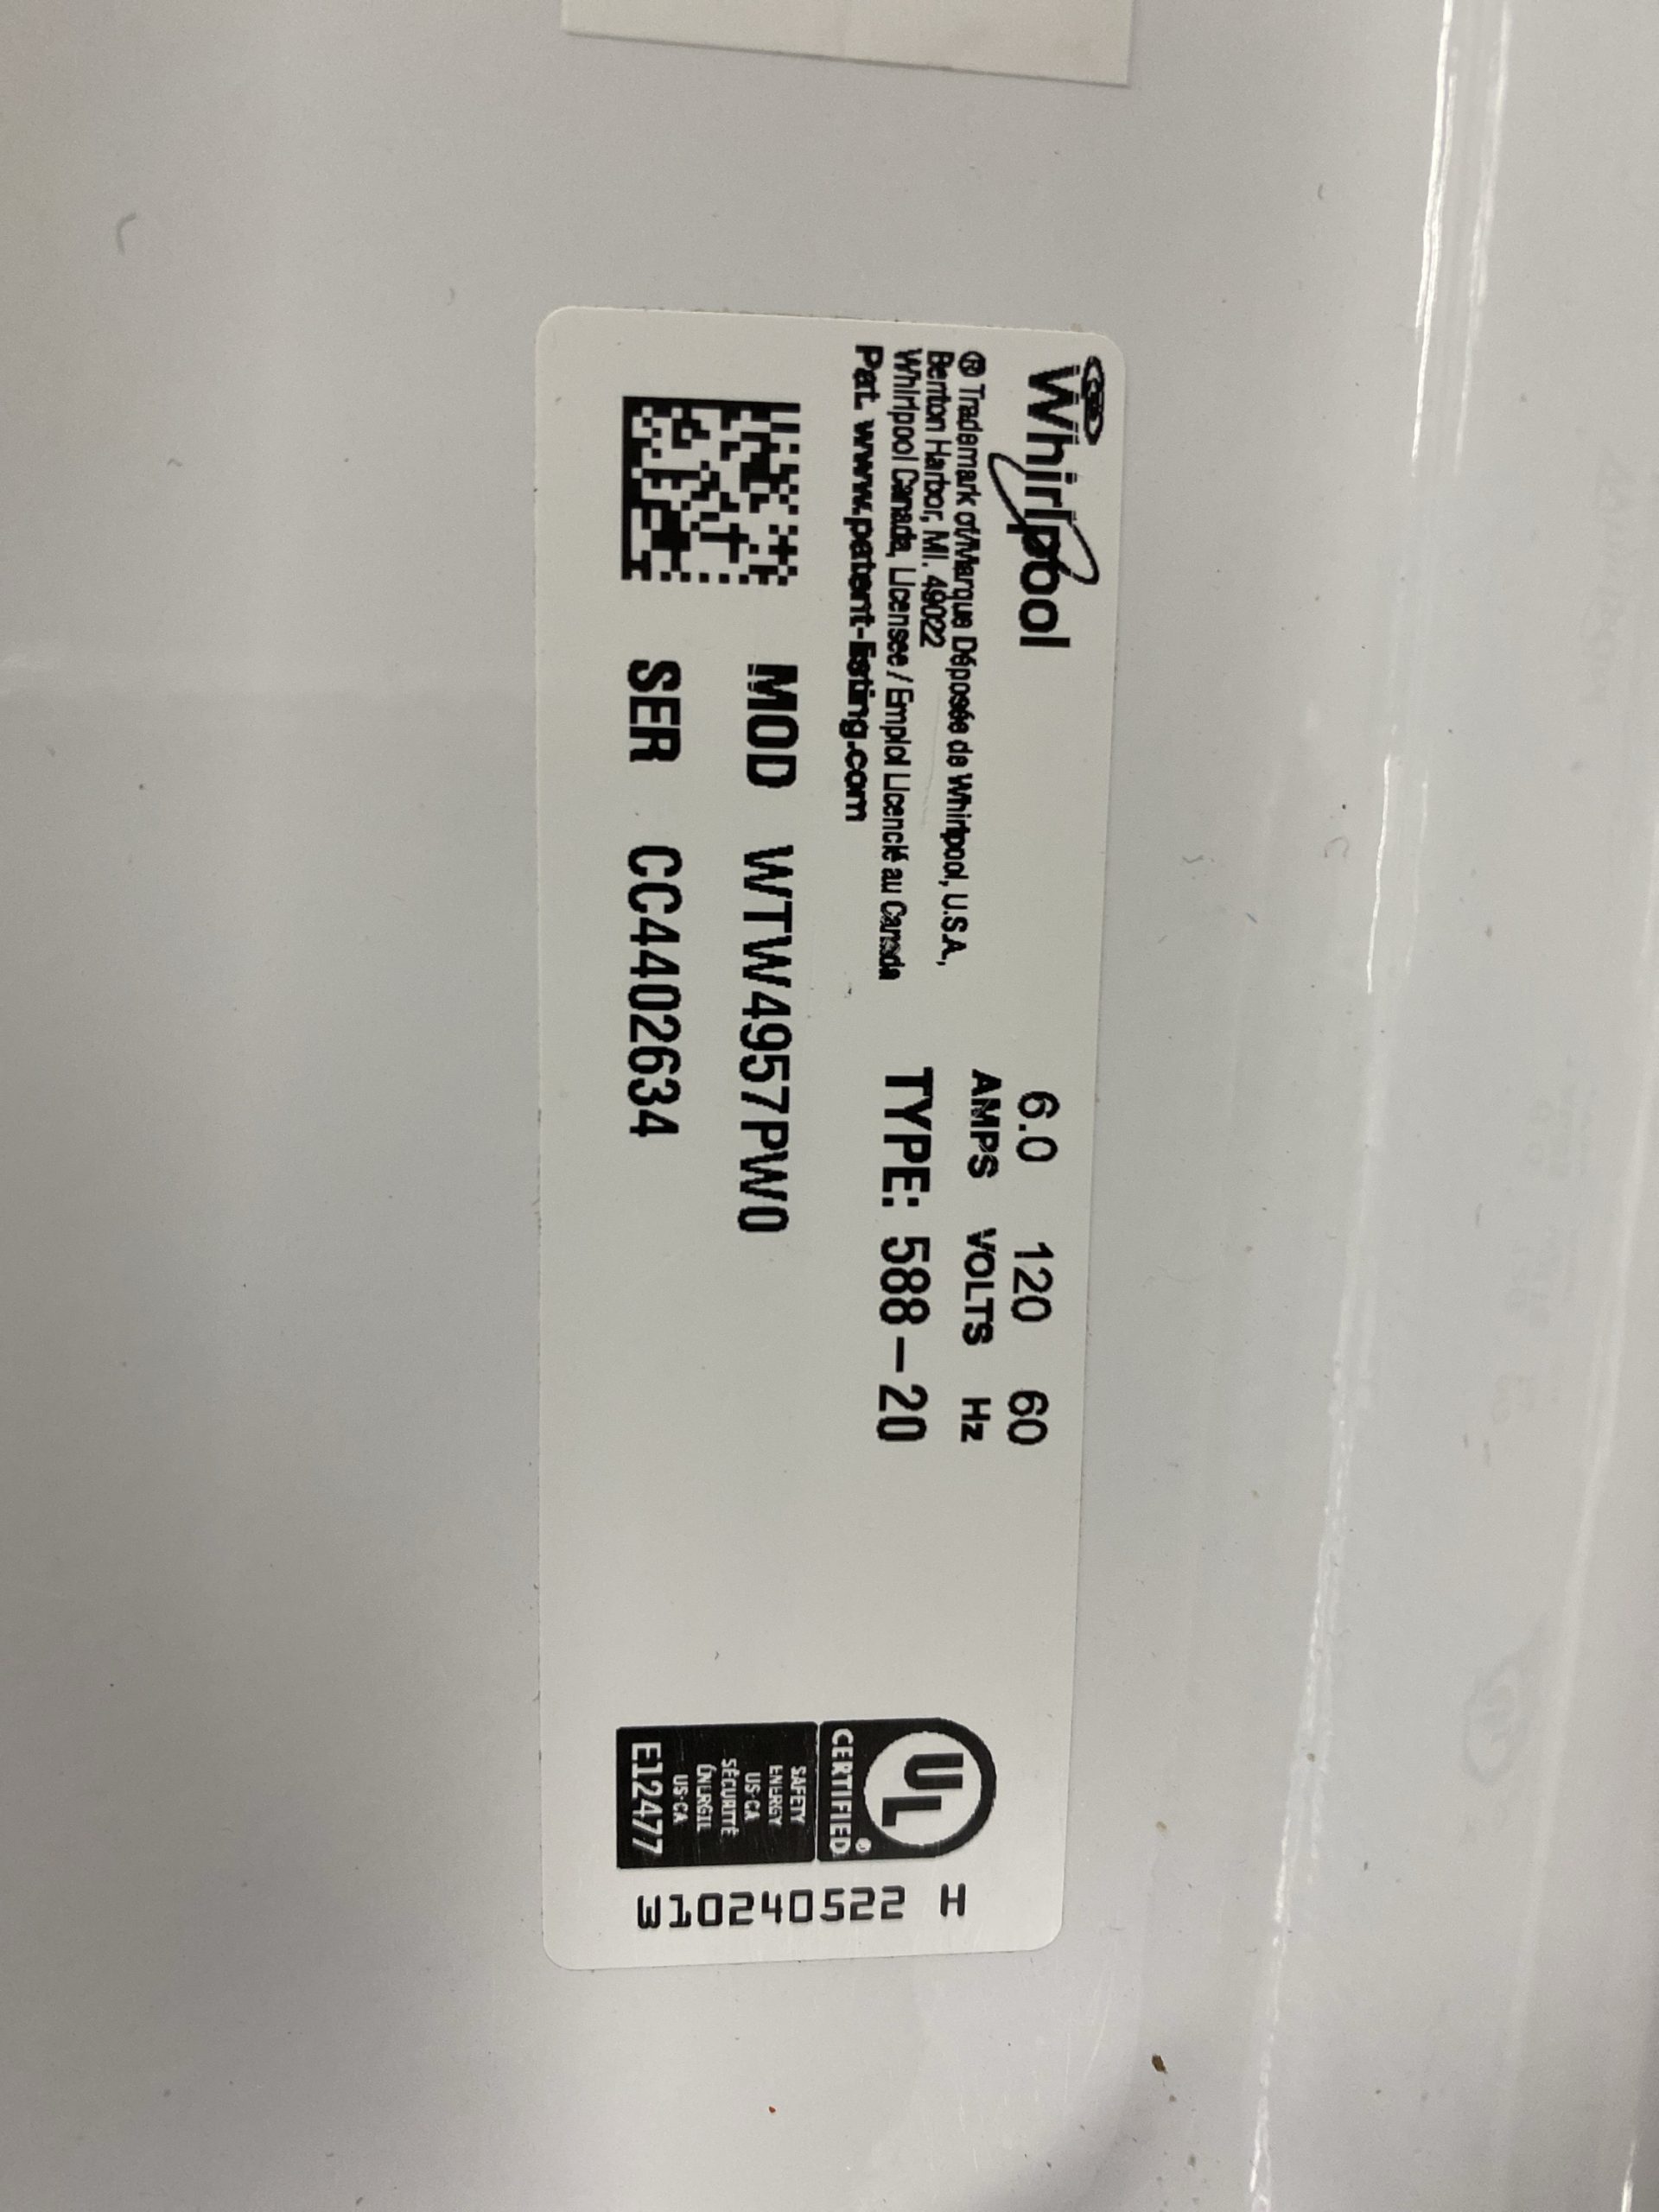 Whirlpool
® Trademark of/Marque Déposée de Whirlpool, U.S.A.,
Benton Harbor, MI. 49022
Whirlpool Canada, Licensee / Emploi Licencié au Canada
Pat. www.patent-listing.com
6.0 120 60
AMPS VOLTS Hz
TYPE: 588-20
MOD WTW4957PW0
SER CC4402634
UL
CERTIFIED®
SAFETY
ENERGY
US-CA
SÉCURITÉ
ÉNERGIE
US-CA
E12477
W10240522 H